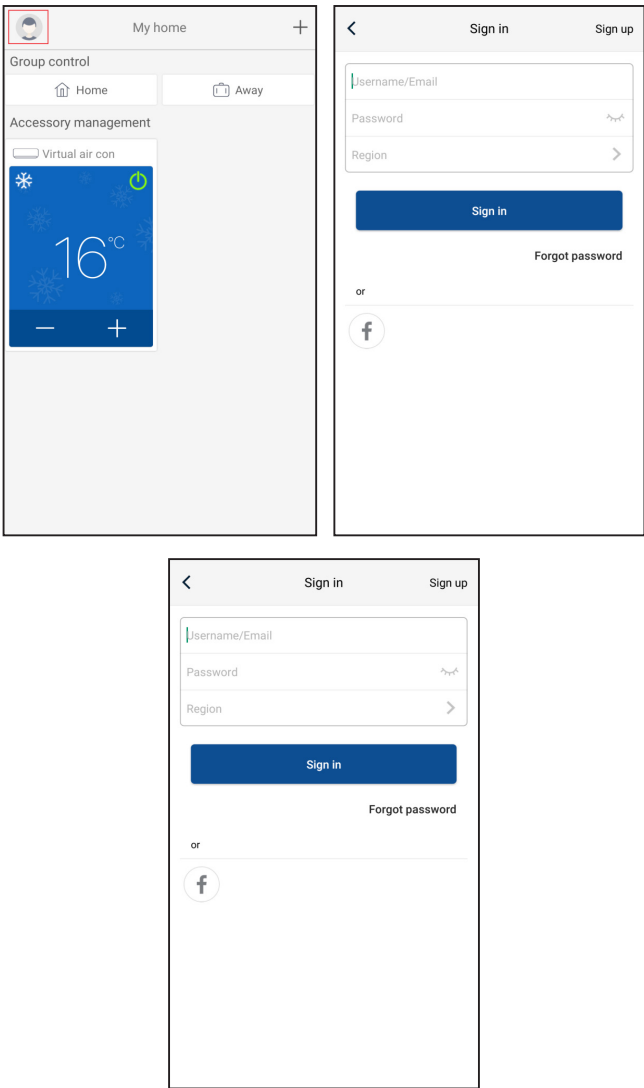 My home
Group control
Home Away
Accessory management
Virtual air con
16°C
Sign in Sign up
Username/Email
Password
Region
Sign in
Forgot password
or
Sign in Sign up
Username/Email
Password
Region
Sign in
Forgot password
or